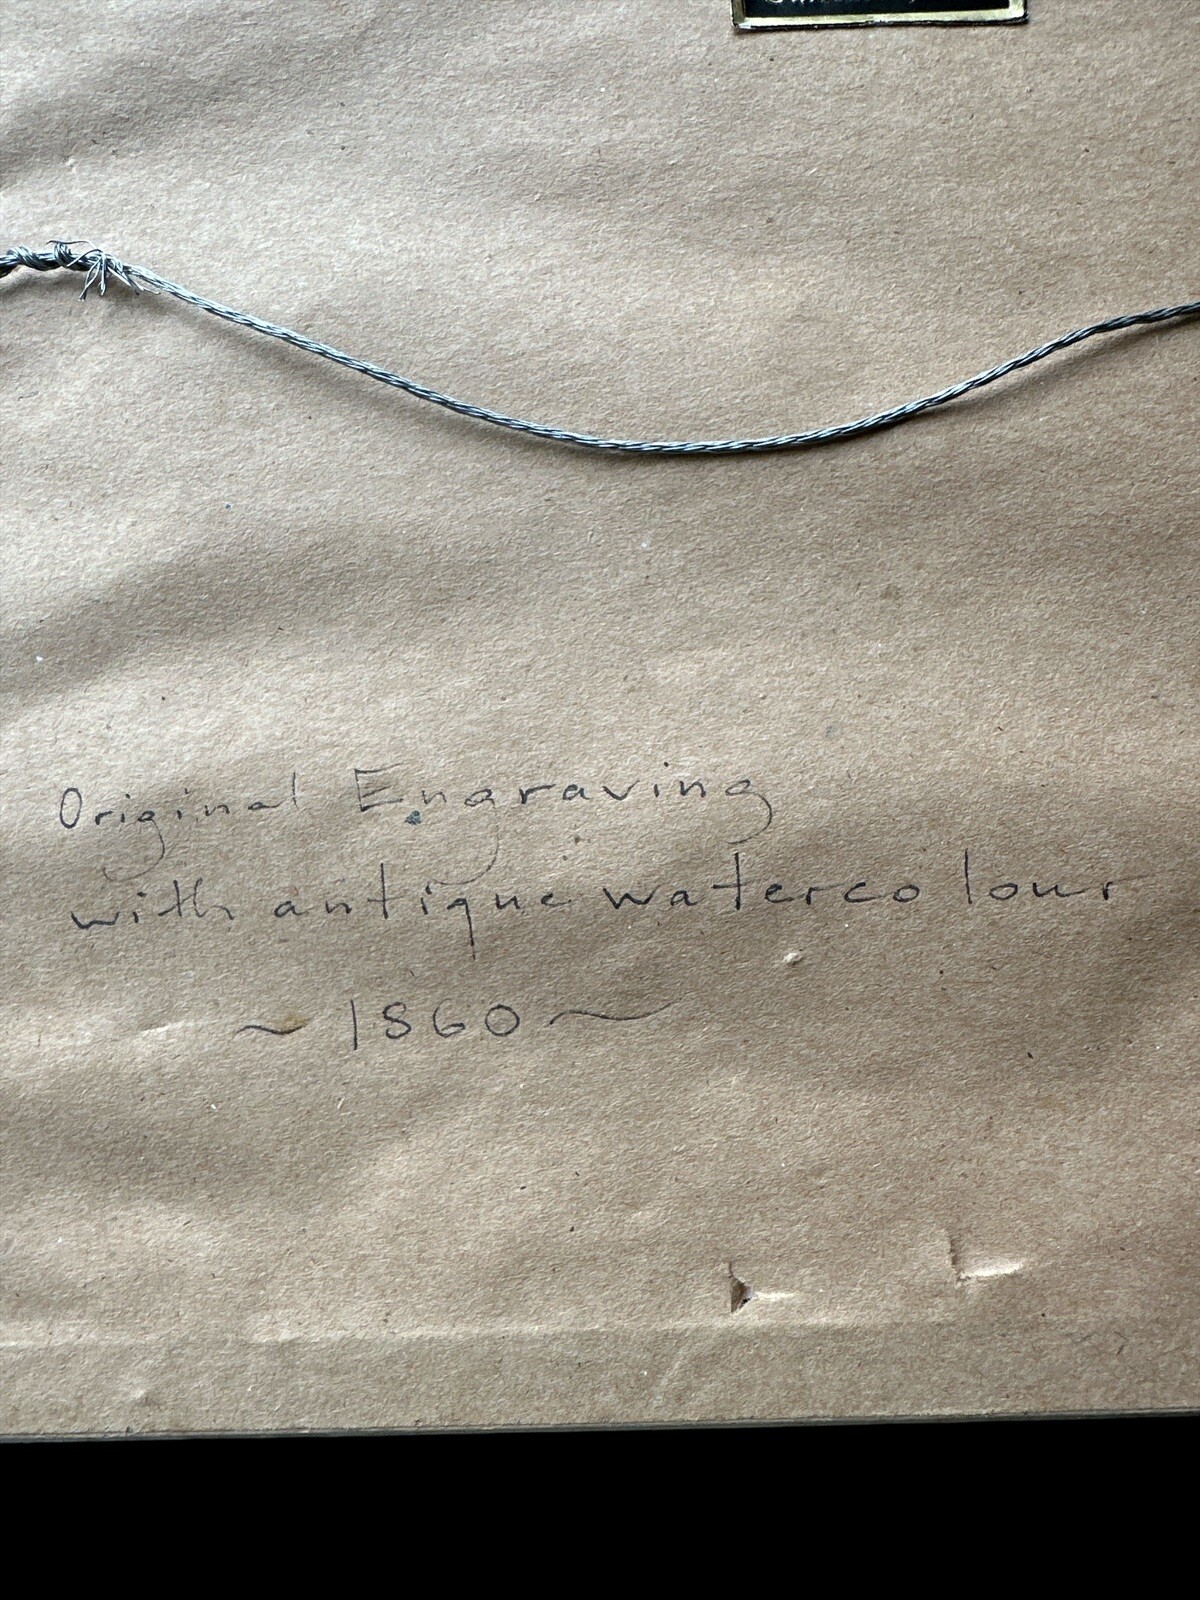 Original Engraving
with antique watercolour
~ 1860 ~